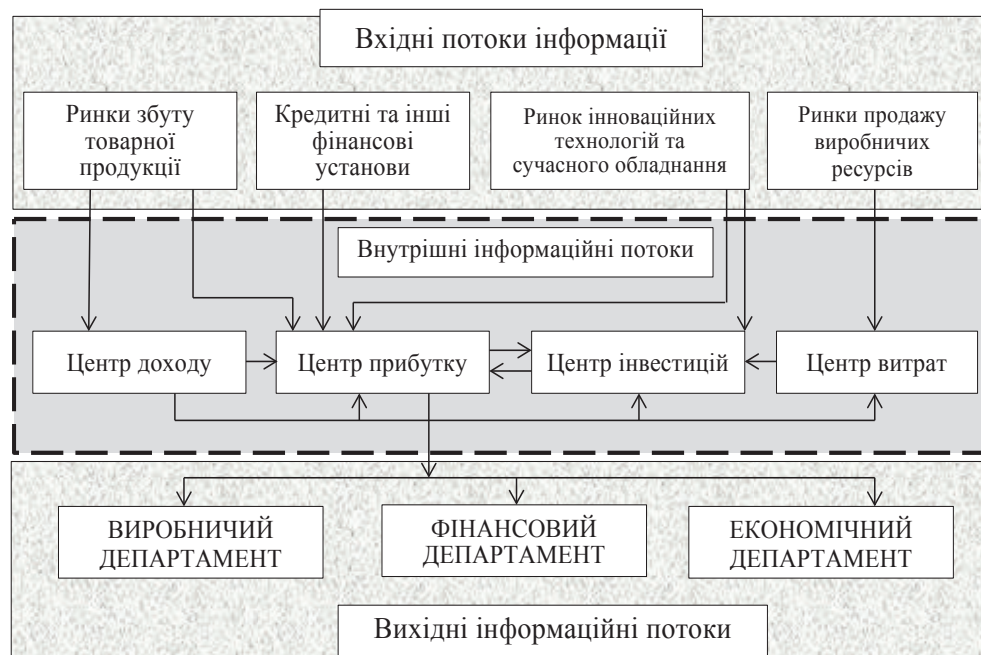 Вхідні потоки інформації
Ринки збуту
товарної
продукції
Кредитні та інші
фінансові
установи
Ринок інноваційних
технологій та
сучасного обладнання
Ринки продажу
виробничих
ресурсів
Внутрішні інформаційні потоки
Центр доходу
Центр прибутку
Центр інвестицій
Центр витрат
ВИРОБНИЧИЙ
ДЕПАРТАМЕНТ
ФІНАНСОВИЙ
ДЕПАРТАМЕНТ
ЕКОНОМІЧНИЙ
ДЕПАРТАМЕНТ
Вихідні інформаційні потоки